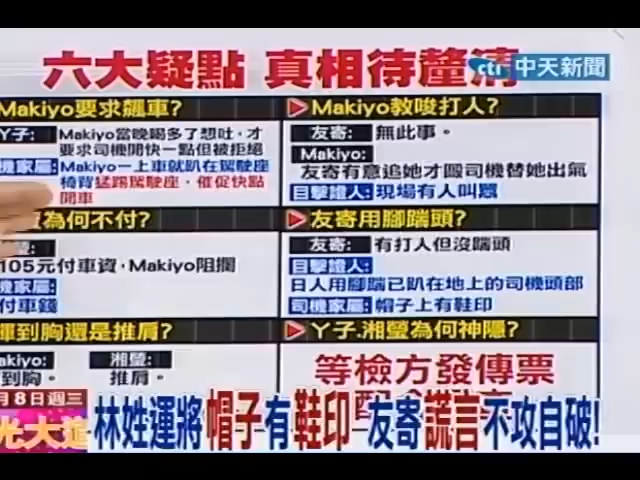 六大疑點 真相待釐清
cti 中天新聞
Makiyo要求飆車?
丫子:
Makiyo當晚喝多了想吐,才
要求司機開快一點但被拒絕
機家屬:
Makiyo一上車就趴在駕駛座
椅背猛踢駕駛座,催促快點
開車
Makiyo教唆打人?
友寄:
無此事。
Makiyo:
友寄有意追她才毆司機替她出氣
目擊證人:
現場有人叫囂
為何不付?
105元付車資,Makiyo阻攔
機家屬:
付車錢
友寄用腳踹頭?
友寄:
有打人但沒踹頭
目擊證人:
日人用腳踹已趴在地上的司機頭部
司機家屬:
帽子上有鞋印
到胸還是推肩?
akiyo:
到胸。
湘瑩:
推肩。
丫子.湘瑩為何神隱?
等檢方發傳票
月8日週三
光大道
林姓運將帽子有鞋印 友寄謊言不攻自破!